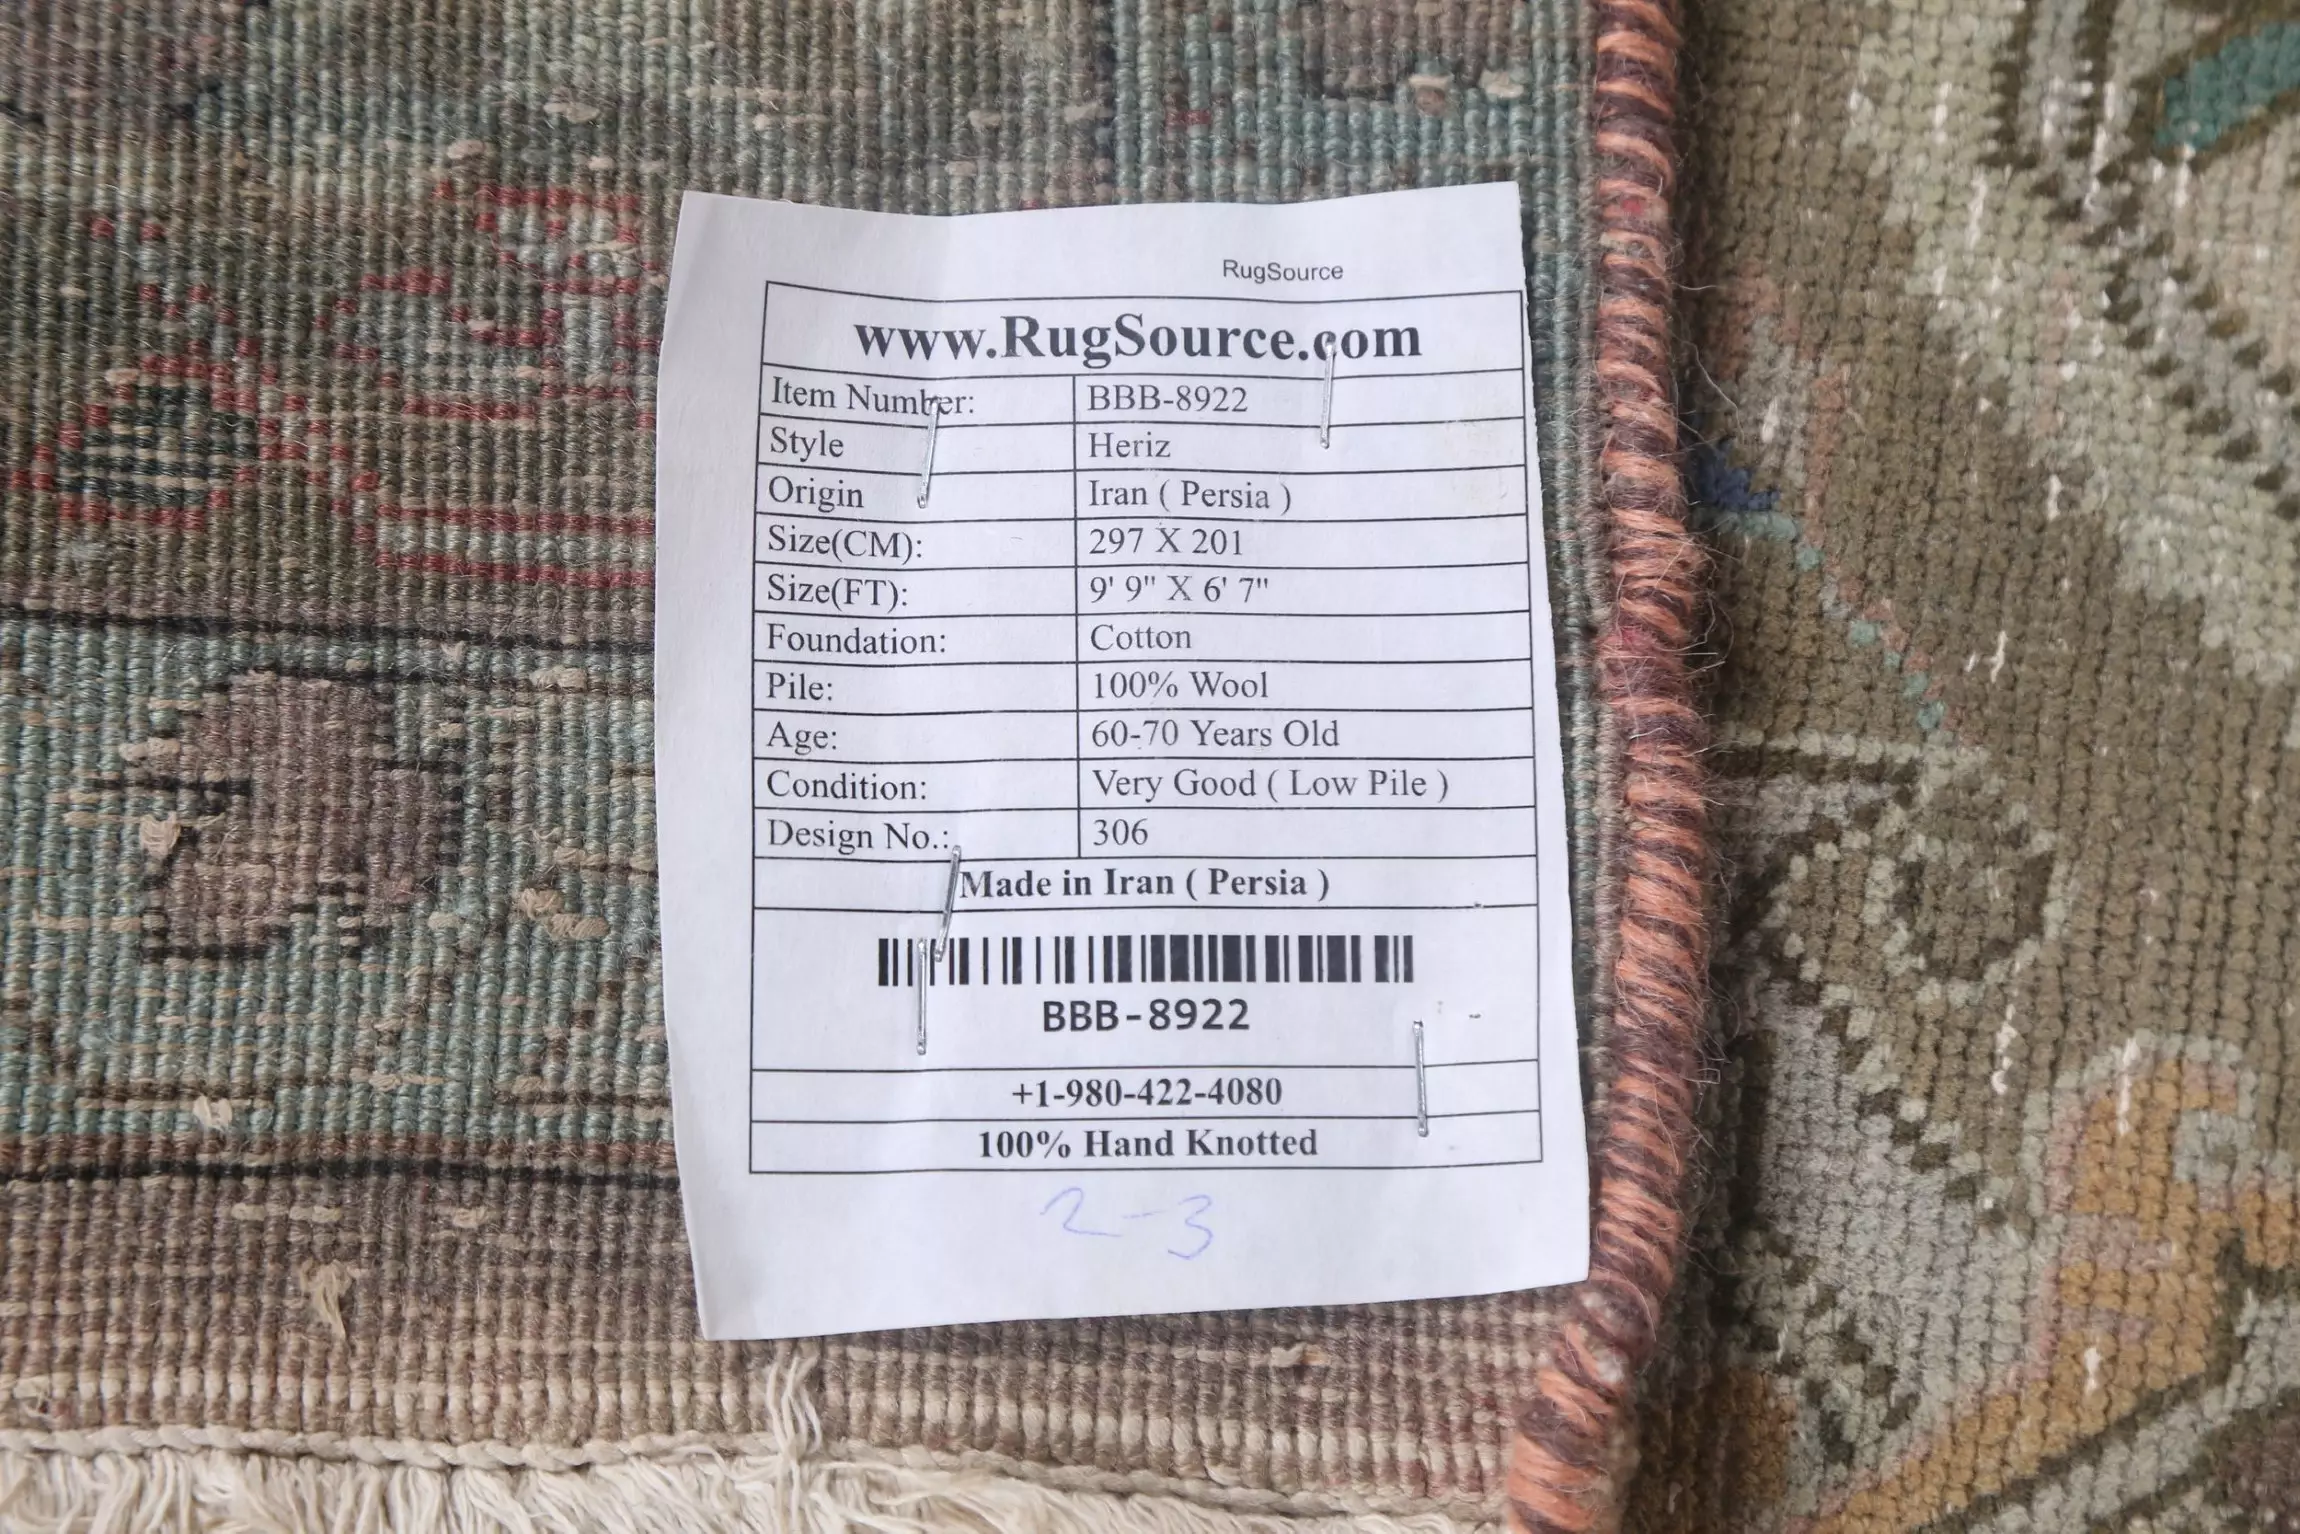 RugSource
www.RugSource.com
Item Number: BBB-8922
Style Heriz
Origin Iran ( Persia )
Size(CM): 297 X 201
Size(FT): 9' 9" X 6' 7"
Foundation: Cotton
Pile: 100% Wool
Age: 60-70 Years Old
Condition: Very Good ( Low Pile )
Design No.: 306
Made in Iran ( Persia )
BBB-8922
+1-980-422-4080
100% Hand Knotted
2-3